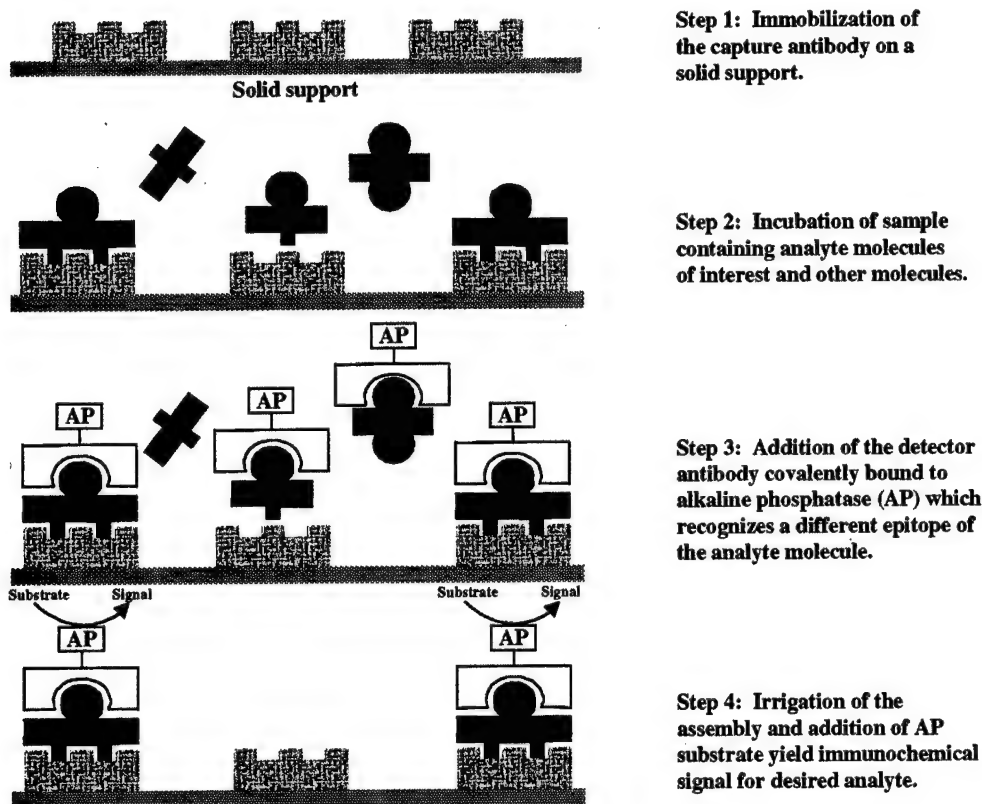 Step 1: Immobilization of
the capture antibody on a
solid support.
Solid support
Step 2: Incubation of sample
containing analyte molecules
of interest and other molecules.
AP
AP
AP
AP
Step 3: Addition of the detector
antibody covalently bound to
alkaline phosphatase (AP) which
recognizes a different epitope of
the analyte molecule.
Substrate Signal
Substrate Signal
AP
AP
Step 4: Irrigation of the
assembly and addition of AP
substrate yield immunochemical
signal for desired analyte.